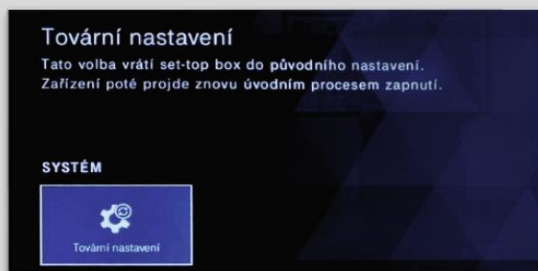 Tovární nastavení
Tato volba vrátí set-top box do původního nastavení.
Zařízení poté projde znovu úvodním procesem zapnutí.
SYSTÉM
Tovární nastavení